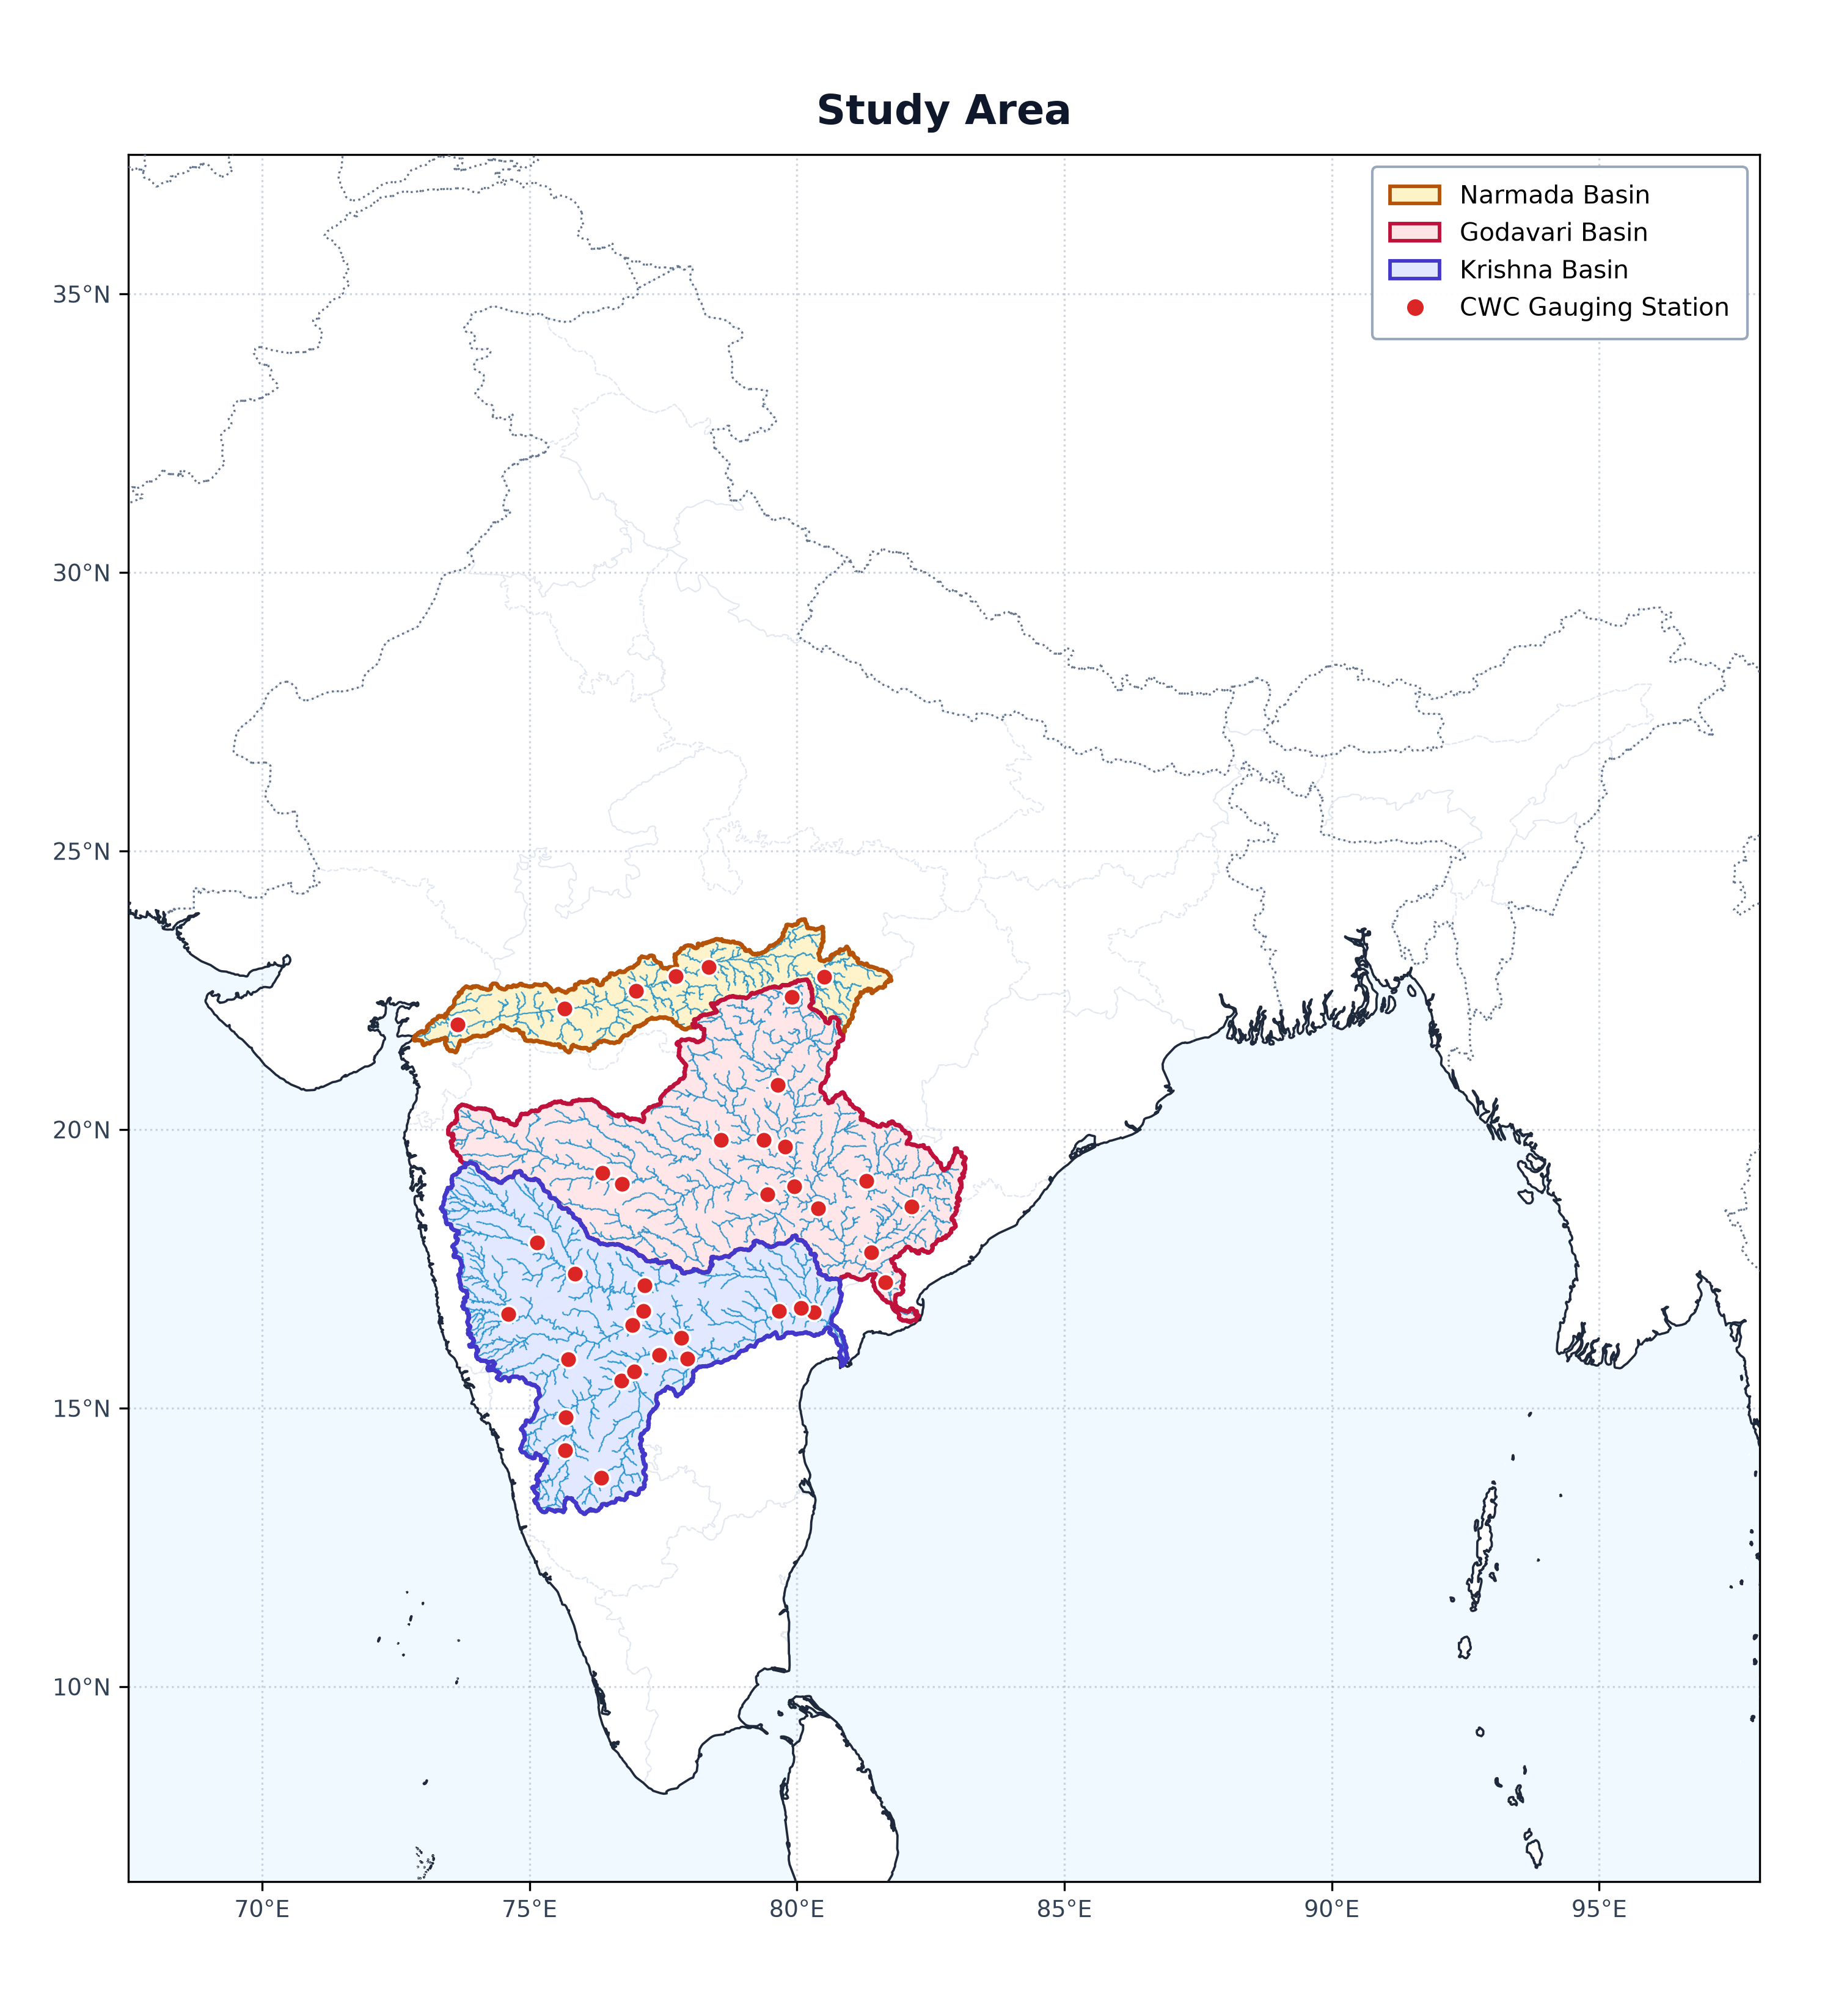 Study Area
Narmada Basin
Godavari Basin
Krishna Basin
CWC Gauging Station
35°N
30°N
25°N
20°N
15°N
10°N
70°E
75°E
80°E
85°E
90°E
95°E